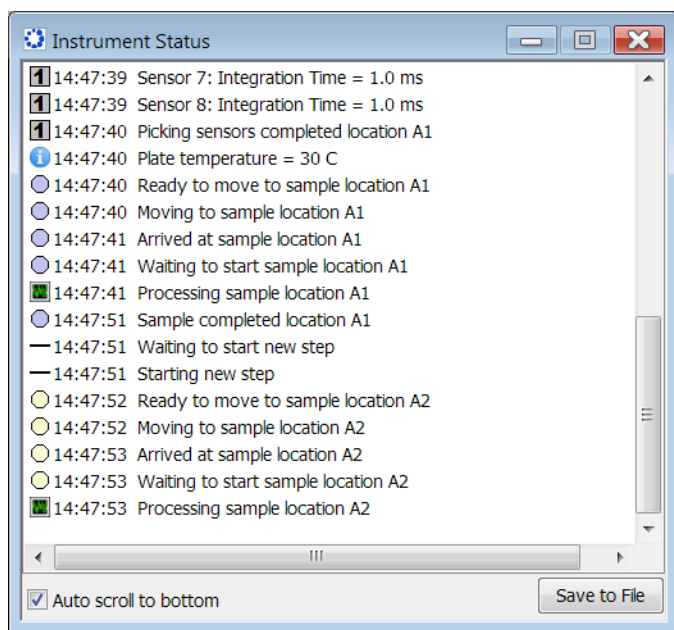 Instrument Status
1 14:47:39 Sensor 7: Integration Time = 1.0 ms
1 14:47:39 Sensor 8: Integration Time = 1.0 ms
1 14:47:40 Picking sensors completed location A1
i 14:47:40 Plate temperature = 30 C
14:47:40 Ready to move to sample location A1
14:47:40 Moving to sample location A1
14:47:41 Arrived at sample location A1
14:47:41 Waiting to start sample location A1
14:47:41 Processing sample location A1
14:47:51 Sample completed location A1
14:47:51 Waiting to start new step
14:47:51 Starting new step
14:47:52 Ready to move to sample location A2
14:47:52 Moving to sample location A2
14:47:53 Arrived at sample location A2
14:47:53 Waiting to start sample location A2
14:47:53 Processing sample location A2
Auto scroll to bottom
Save to File